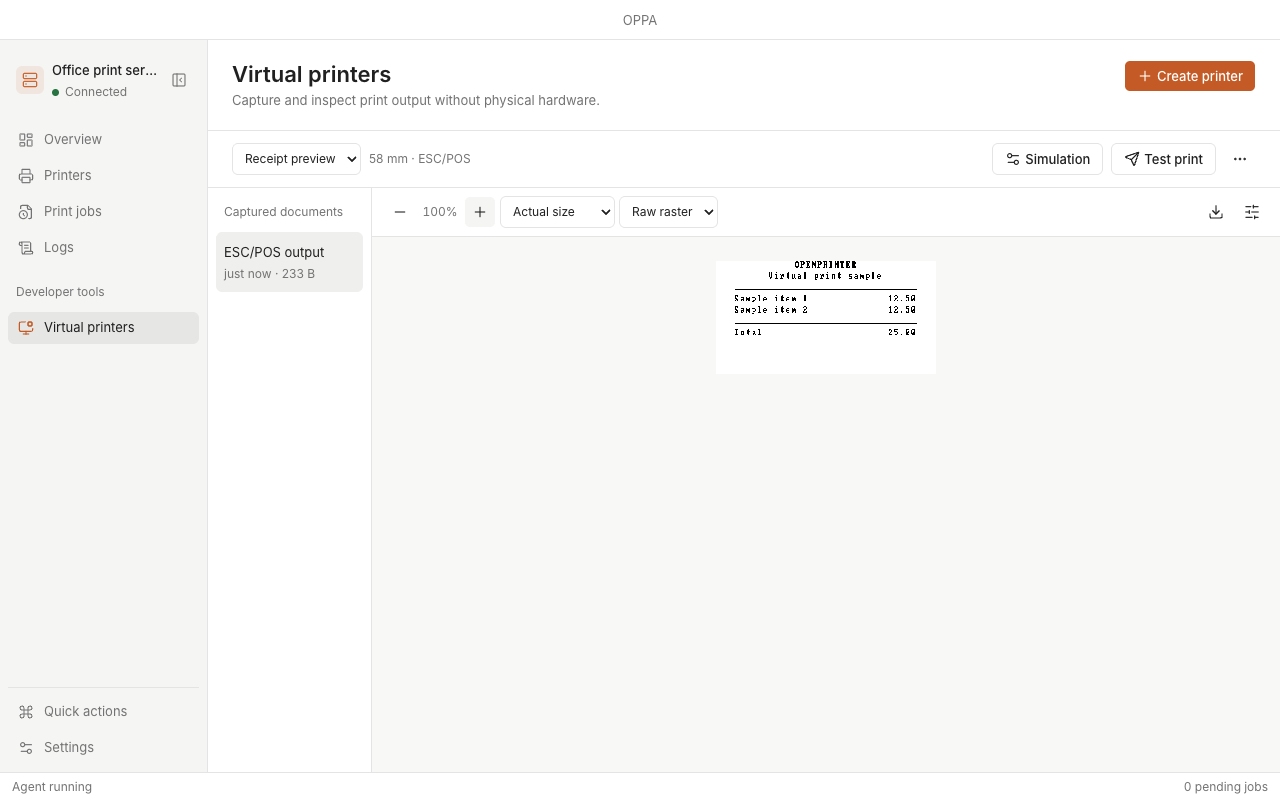 OPPA
Office print ser...
Connected
Overview
Printers
Print jobs
Logs
Developer tools
Virtual printers
Quick actions
Settings
Virtual printers
Capture and inspect print output without physical hardware.
Create printer
Receipt preview
58 mm · ESC/POS
Simulation
Test print
Captured documents
ESC/POS output
just now · 233 B
100%
Actual size
Raw raster
OPENPRINTER
Virtual print sample
Sample item 1 12.50
Sample item 2 12.50
Total 25.00
Agent running
0 pending jobs